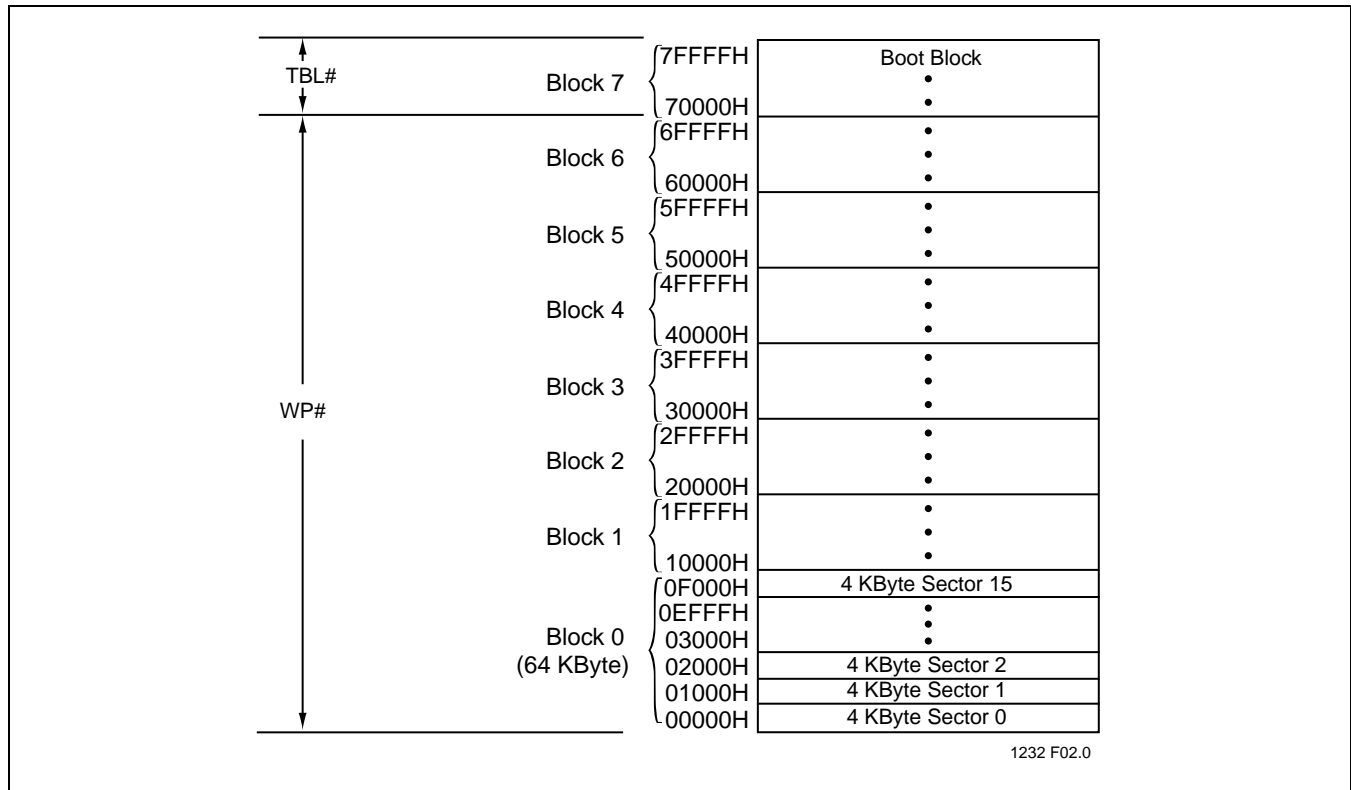 TBL#
Block 7
7FFFFH
Boot Block
70000H
Block 6
6FFFFH
60000H
Block 5
5FFFFH
50000H
Block 4
4FFFFH
40000H
Block 3
3FFFFH
30000H
WP#
Block 2
2FFFFH
20000H
Block 1
1FFFFH
10000H
0F000H
4 KByte Sector 15
0EFFFH
Block 0
(64 KByte)
03000H
02000H
4 KByte Sector 2
01000H
4 KByte Sector 1
00000H
4 KByte Sector 0
1232 F02.0